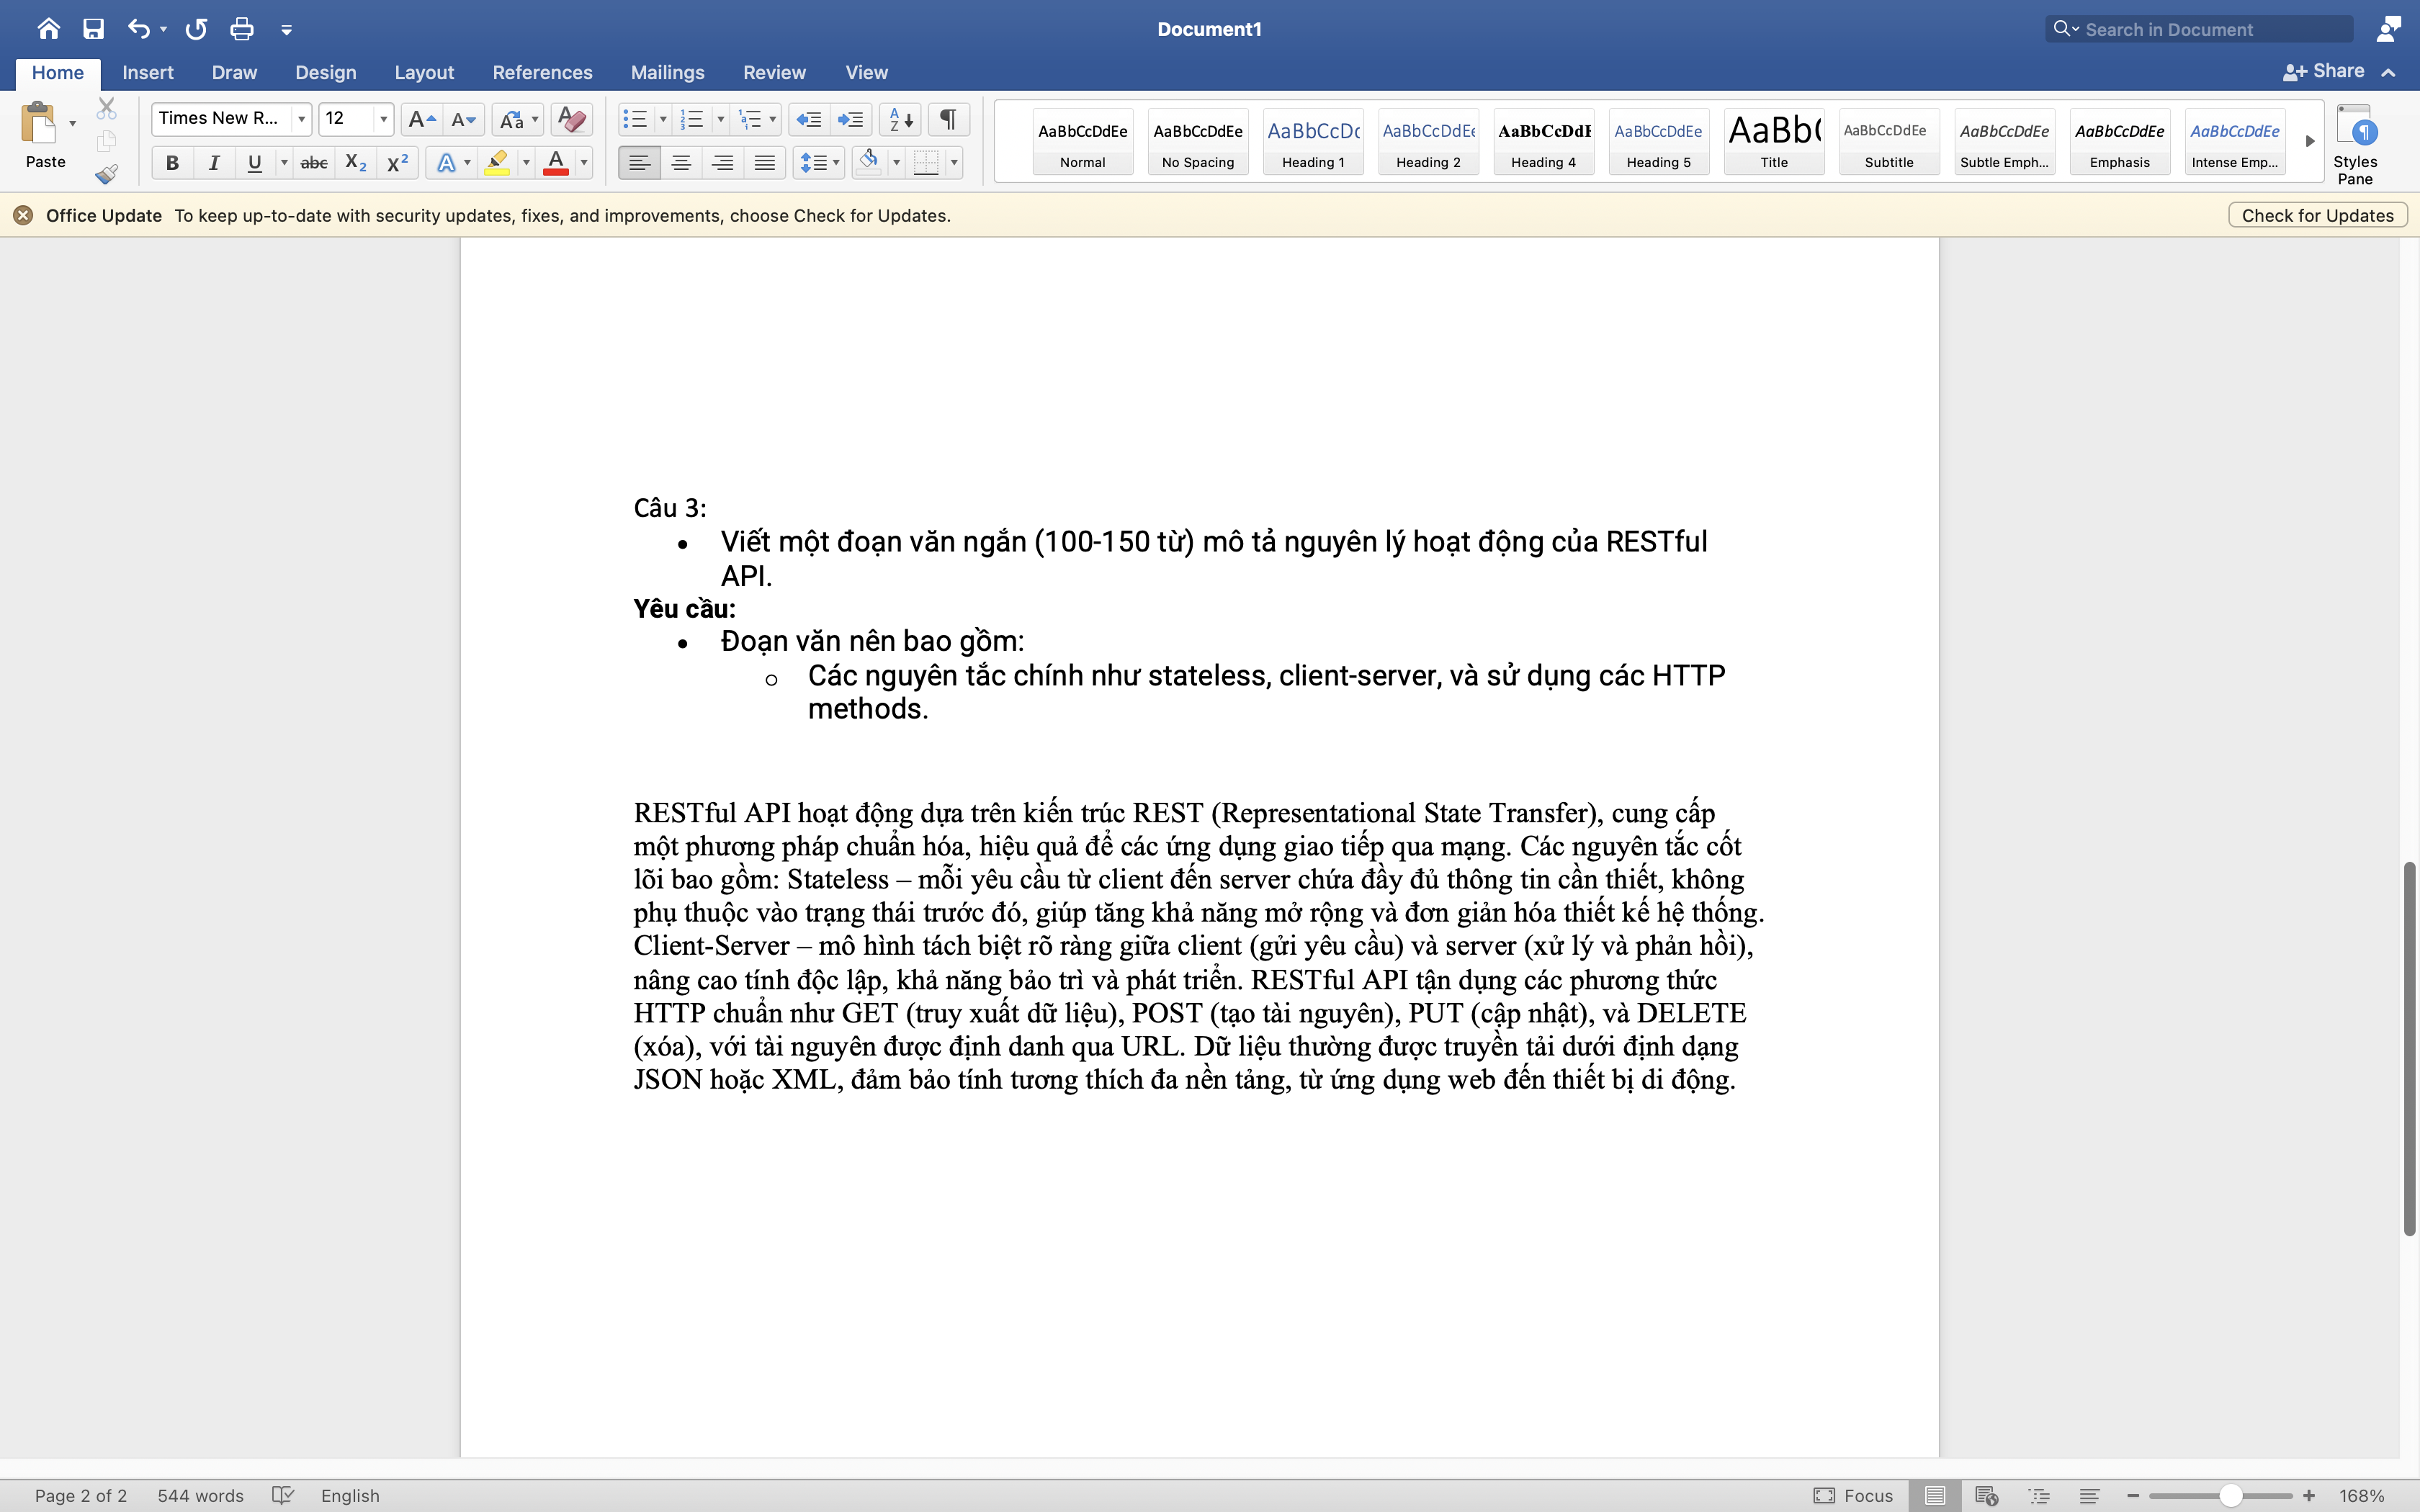 Document1
Search in Document
Home Insert Draw Design Layout References Mailings Review View Share
Paste
Times New R... 12
AaBbCcDdEe AaBbCcDdEe AaBbCcDc AaBbCcDdEe AaBbCcDdE AaBbCcDdEe AaBb( AaBbCcDdEe AaBbCcDdEe AaBbCcDdEe AaBbCcDdEe
Normal No Spacing Heading 1 Heading 2 Heading 4 Heading 5 Title Subtitle Subtle Emph... Emphasis Intense Emp...
Styles
Pane
Office Update To keep up-to-date with security updates, fixes, and improvements, choose Check for Updates. Check for Updates
Câu 3:
• Viết một đoạn văn ngắn (100-150 từ) mô tả nguyên lý hoạt động của RESTful
API.
Yêu cầu:
• Đoạn văn nên bao gồm:
o Các nguyên tắc chính như stateless, client-server, và sử dụng các HTTP
methods.
RESTful API hoạt động dựa trên kiến trúc REST (Representational State Transfer), cung cấp
một phương pháp chuẩn hóa, hiệu quả để các ứng dụng giao tiếp qua mạng. Các nguyên tắc cốt
lõi bao gồm: Stateless – mỗi yêu cầu từ client đến server chứa đầy đủ thông tin cần thiết, không
phụ thuộc vào trạng thái trước đó, giúp tăng khả năng mở rộng và đơn giản hóa thiết kế hệ thống.
Client-Server – mô hình tách biệt rõ ràng giữa client (gửi yêu cầu) và server (xử lý và phản hồi),
nâng cao tính độc lập, khả năng bảo trì và phát triển. RESTful API tận dụng các phương thức
HTTP chuẩn như GET (truy xuất dữ liệu), POST (tạo tài nguyên), PUT (cập nhật), và DELETE
(xóa), với tài nguyên được định danh qua URL. Dữ liệu thường được truyền tải dưới định dạng
JSON hoặc XML, đảm bảo tính tương thích đa nền tảng, từ ứng dụng web đến thiết bị di động.
Page 2 of 2 544 words English Focus 168%